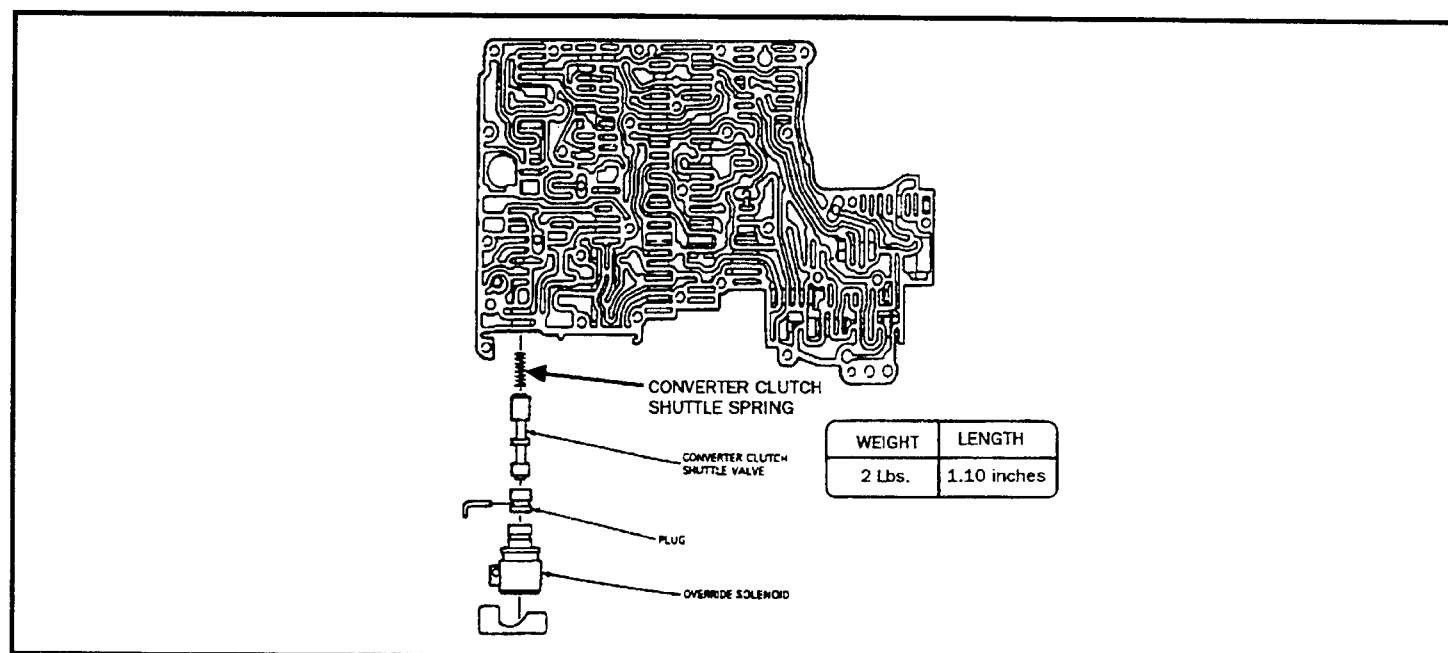 CONVERTER CLUTCH
SHUTTLE SPRING
CONVERTER CLUTCH
SHUTTLE VALVE
PLUG
OVERRIDE SOLENOID
WEIGHT LENGTH
2 Lbs. 1.10 inches